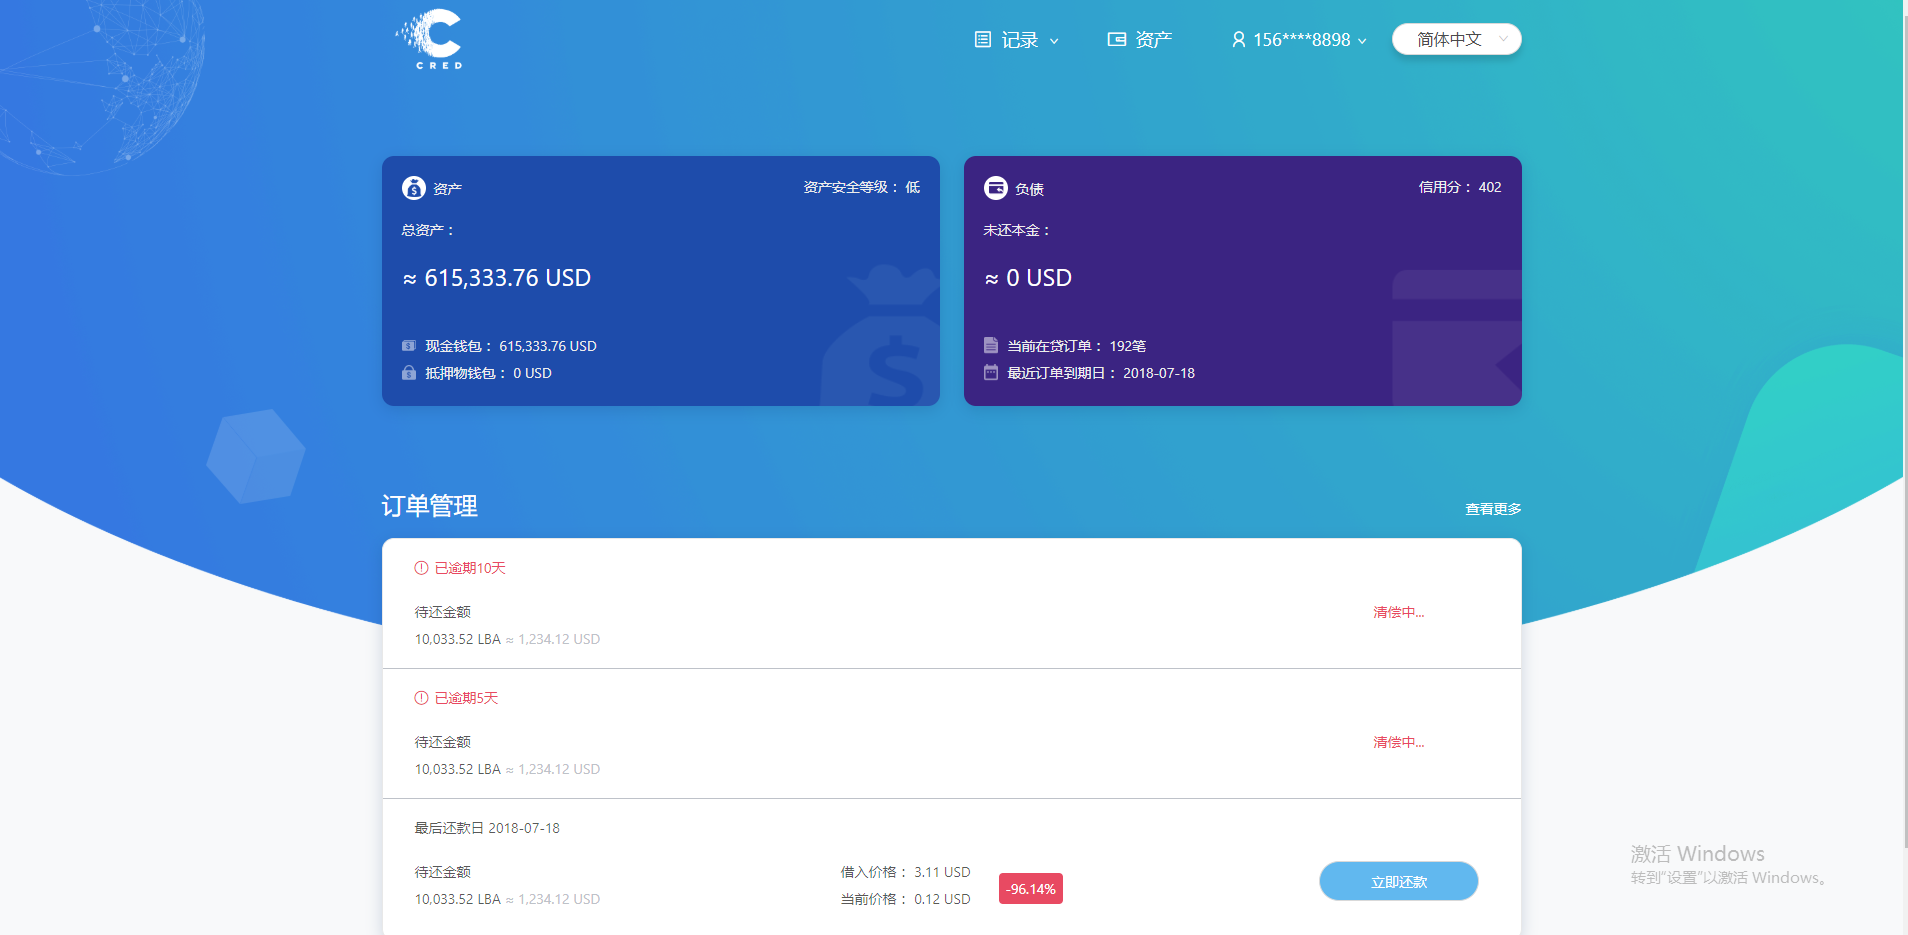 CRED
记录
资产
156****8898
简体中文
资产
资产安全等级： 低
总资产：
≈ 615,333.76 USD
现金钱包： 615,333.76 USD
抵押物钱包： 0 USD
负债
信用分： 402
未还本金：
≈ 0 USD
当前在贷订单： 192笔
最近订单到期日： 2018-07-18
订单管理
查看更多
已逾期10天
待还金额
清偿中...
10,033.52 LBA ≈ 1,234.12 USD
已逾期5天
待还金额
清偿中...
10,033.52 LBA ≈ 1,234.12 USD
最后还款日 2018-07-18
待还金额
10,033.52 LBA ≈ 1,234.12 USD
借入价格： 3.11 USD
当前价格： 0.12 USD
-96.14%
立即还款
激活 Windows
转到"设置"以激活 Windows。